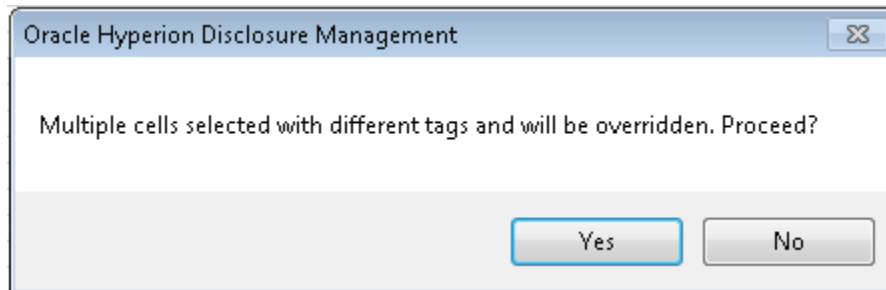 Oracle Hyperion Disclosure Management
Multiple cells selected with different tags and will be overridden. Proceed?
Yes
No